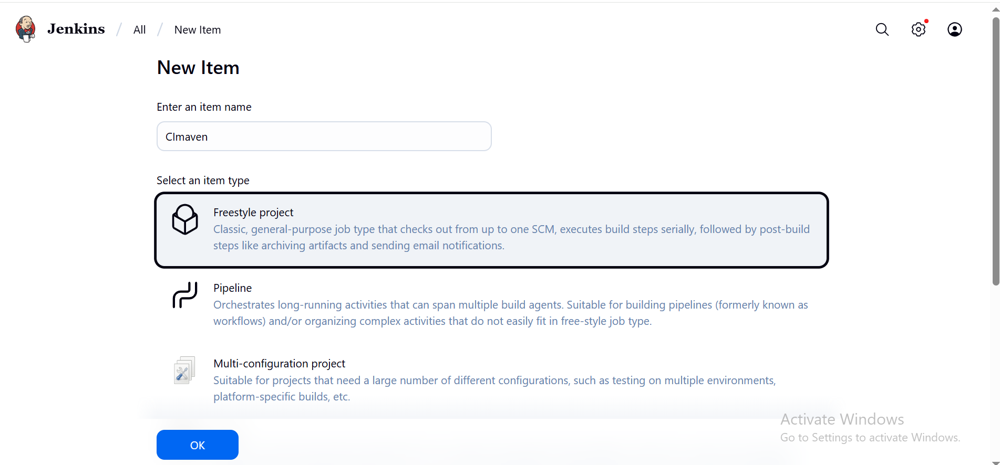 Jenkins / All / New Item
New Item
Enter an item name
CImaven
Select an item type
Freestyle project
Classic, general-purpose job type that checks out from up to one SCM, executes build steps serially, followed by post-build
steps like archiving artifacts and sending email notifications.
Pipeline
Orchestrates long-running activities that can span multiple build agents. Suitable for building pipelines (formerly known as
workflows) and/or organizing complex activities that do not easily fit in free-style job type.
Multi-configuration project
Suitable for projects that need a large number of different configurations, such as testing on multiple environments,
platform-specific builds, etc.
Activate Windows
Go to Settings to activate Windows.
OK